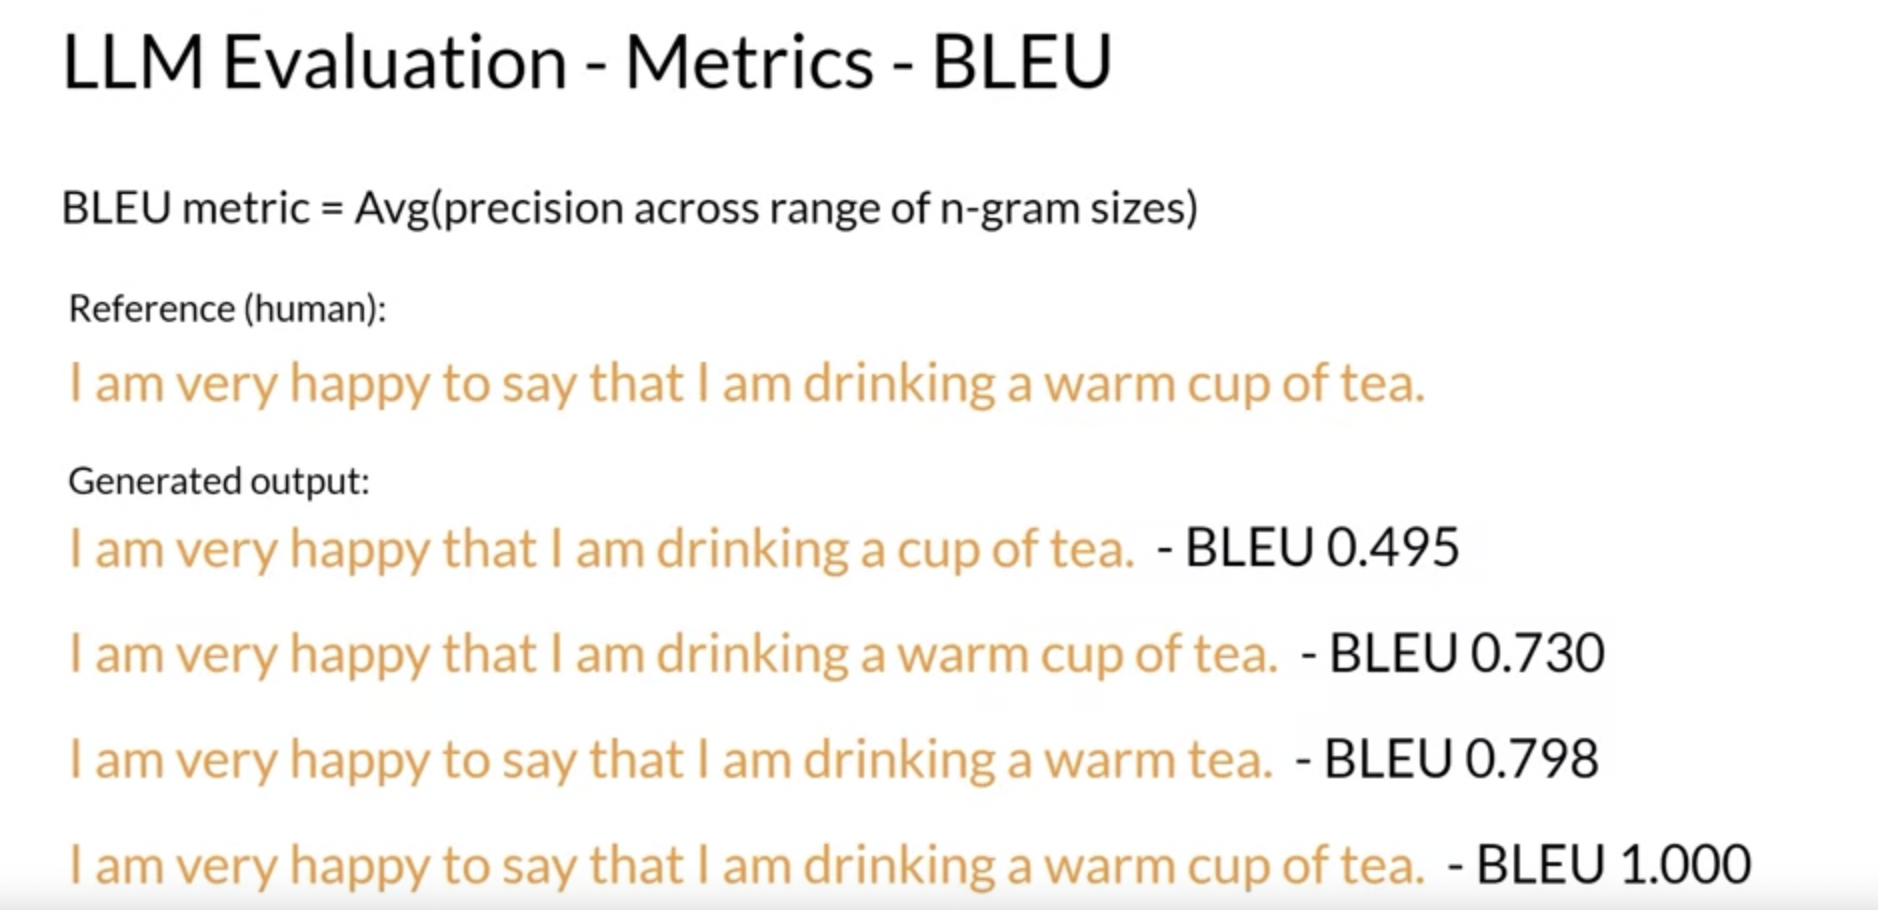 LLM Evaluation - Metrics - BLEU
BLEU metric = Avg(precision across range of n-gram sizes)
Reference (human):
I am very happy to say that I am drinking a warm cup of tea.
Generated output:
I am very happy that I am drinking a cup of tea. - BLEU 0.495
I am very happy that I am drinking a warm cup of tea. - BLEU 0.730
I am very happy to say that I am drinking a warm tea. - BLEU 0.798
I am very happy to say that I am drinking a warm cup of tea. - BLEU 1.000